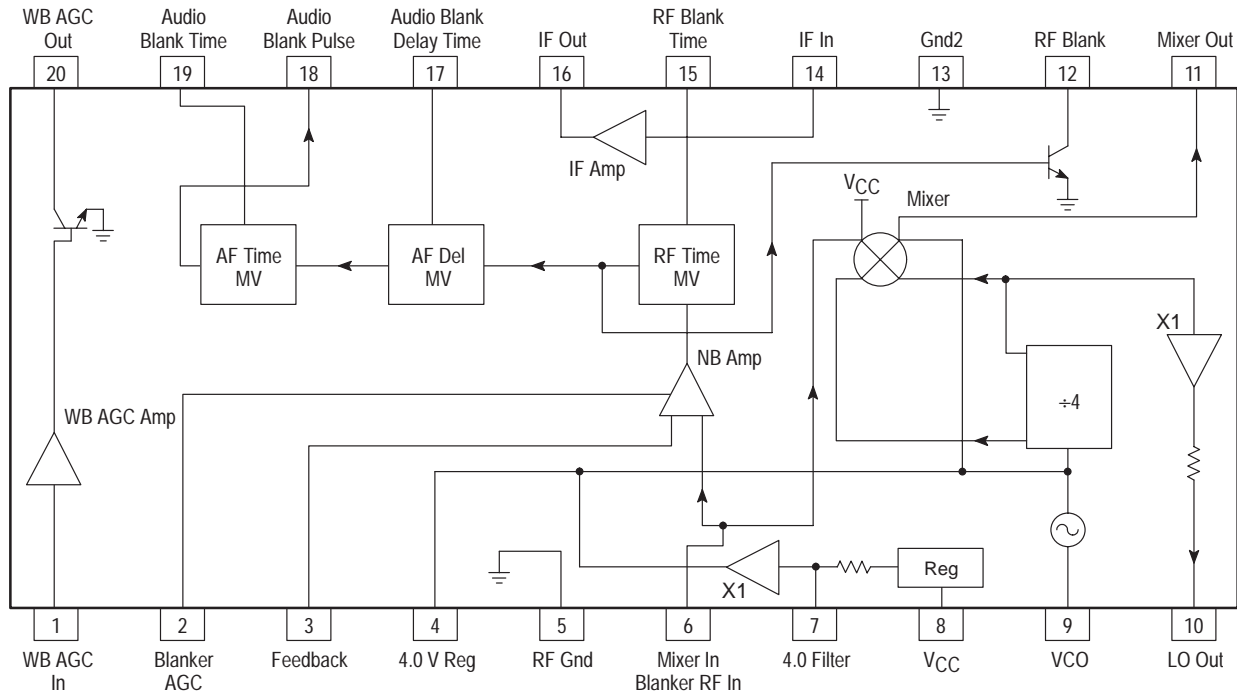 WB AGC
Out
Audio
Blank Time
Audio
Blank Pulse
Audio Blank
Delay Time
IF Out
RF Blank
Time
IF In
Gnd2
RF Blank
Mixer Out
20
19
18
17
16
15
14
13
12
11
IF Amp
VCC
Mixer
AF Time
MV
AF Del
MV
RF Time
MV
X1
NB Amp
÷4
WB AGC Amp
X1
Reg
1
2
3
4
5
6
7
8
9
10
WB AGC
In
Blanker
AGC
Feedback
4.0 V Reg
RF Gnd
Mixer In
Blanker RF In
4.0 Filter
VCC
VCO
LO Out